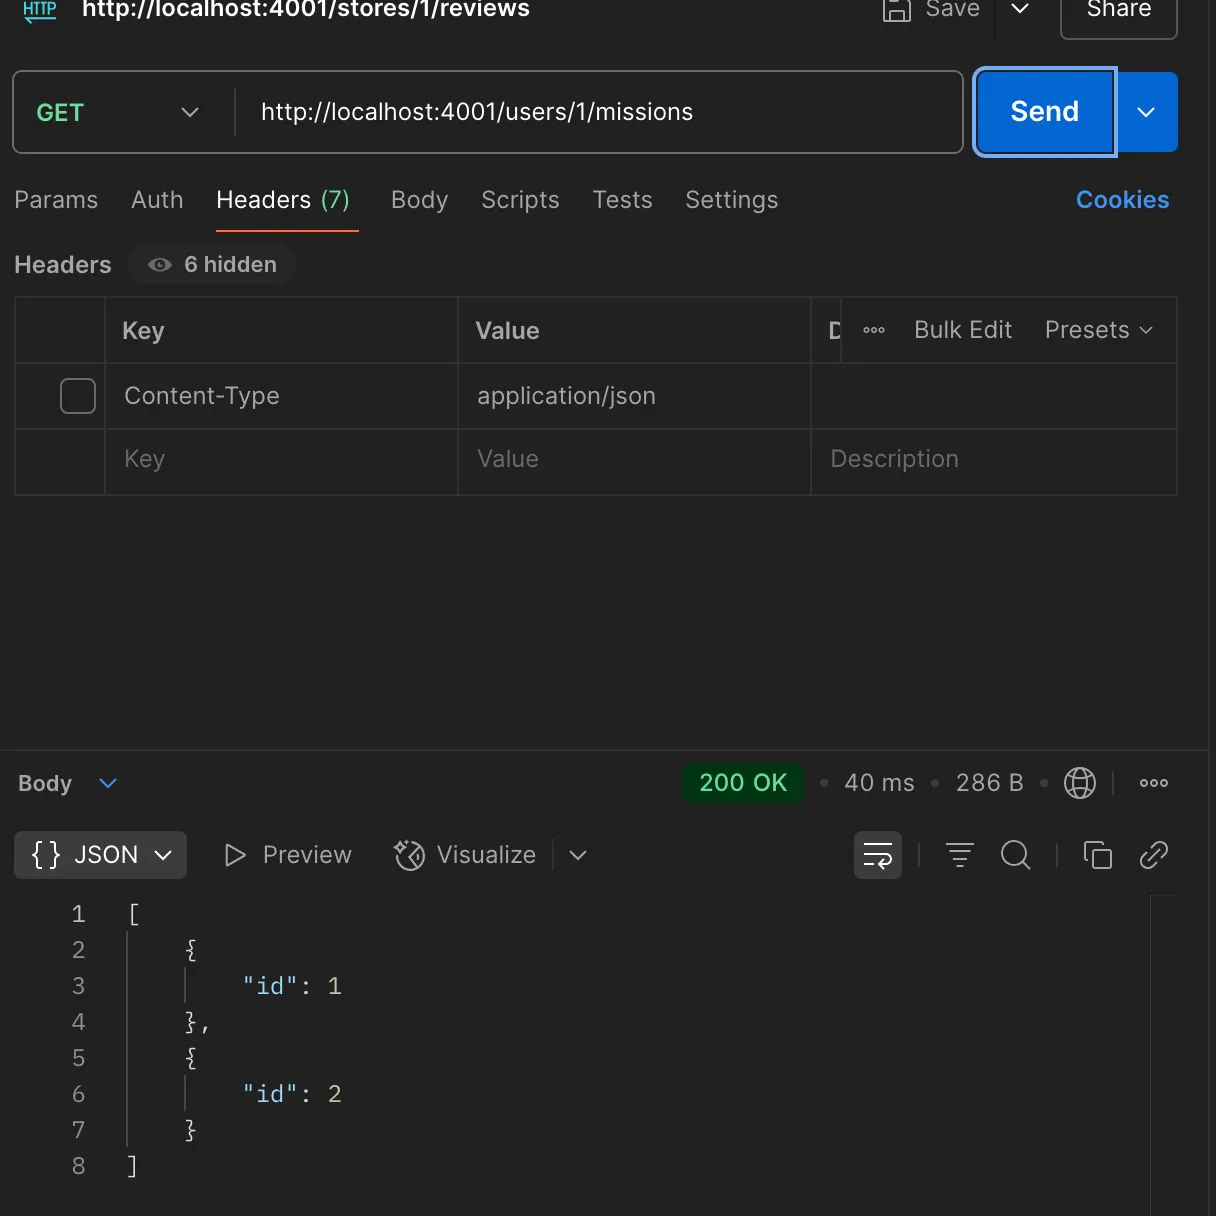 HTTP http://localhost:4001/stores/1/reviews Save Share
GET http://localhost:4001/users/1/missions Send
Params Auth Headers (7) Body Scripts Tests Settings Cookies
Headers 6 hidden
Key Value D Bulk Edit Presets
Content-Type application/json
Key Value Description
Body 200 OK • 40 ms • 286 B •
{} JSON Preview Visualize
1 [
2 {
3 "id": 1
4 },
5 {
6 "id": 2
7 }
8 ]